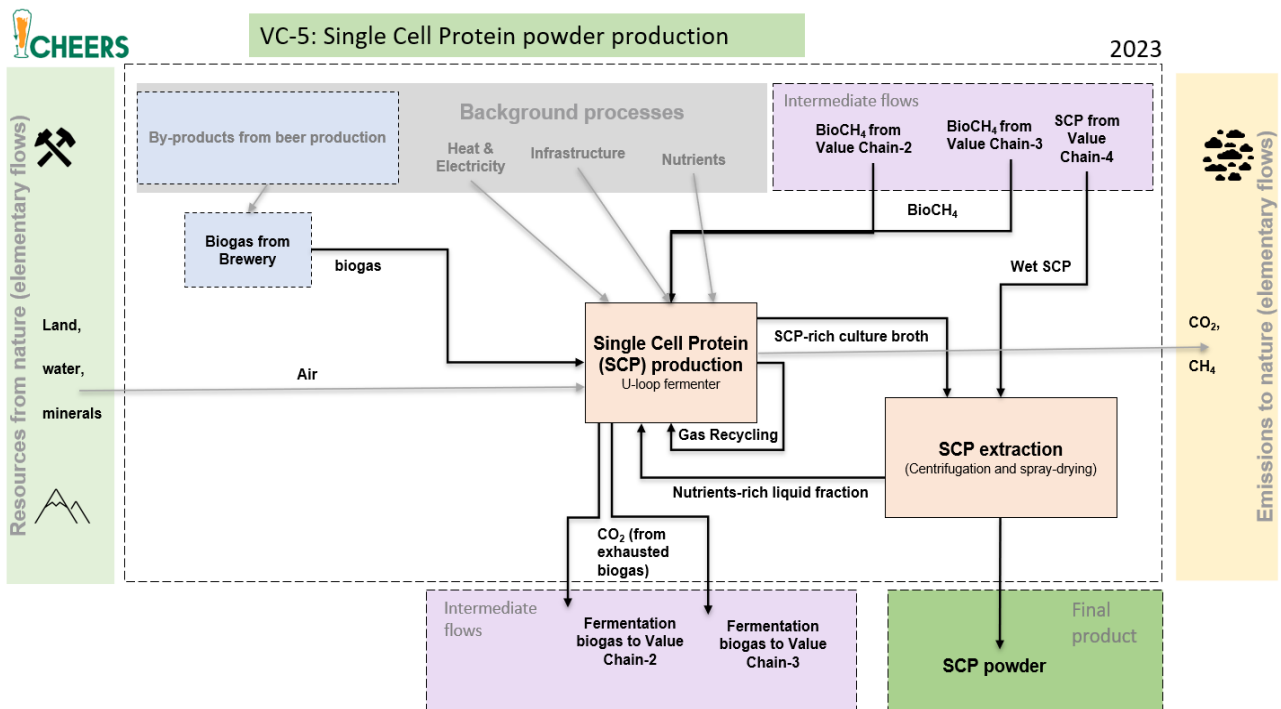 CHEERS
VC-5: Single Cell Protein powder production
2023
Resources from nature (elementary flows)
Land,
water,
minerals
Background processes
By-products from beer production
Heat &
Electricity
Infrastructure
Nutrients
Intermediate flows
BioCH₄ from
Value Chain-2
BioCH₄ from
Value Chain-3
SCP from
Value
Chain-4
BioCH₄
Biogas from
Brewery
biogas
Wet SCP
Air
Single Cell Protein
(SCP) production
U-loop fermenter
SCP-rich culture broth
Gas Recycling
SCP extraction
(Centrifugation and spray-drying)
Nutrients-rich liquid fraction
CO₂ (from
exhausted
biogas)
CO₂,
CH₄
Emissions to nature (elementary flows)
Intermediate
flows
Fermentation
biogas to Value
Chain-2
Fermentation
biogas to Value
Chain-3
Final
product
SCP powder